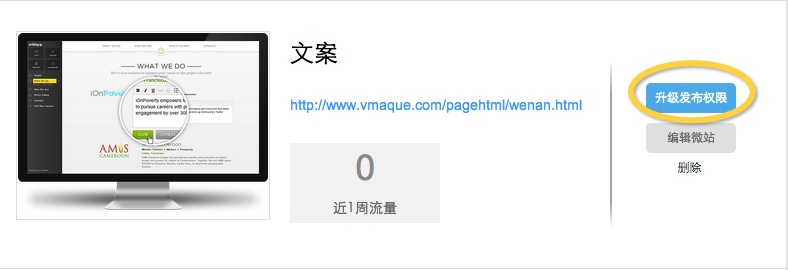 文案
http://www.vmaque.com/pagehtml/wenan.html
0
近1周流量
升级发布权限
编辑微站
删除
WHAT WE DO
iOnPoverty empowers
to pursue careers with p
engagement by over 300
DONE
CANCEL
AMIS
CAMEROON